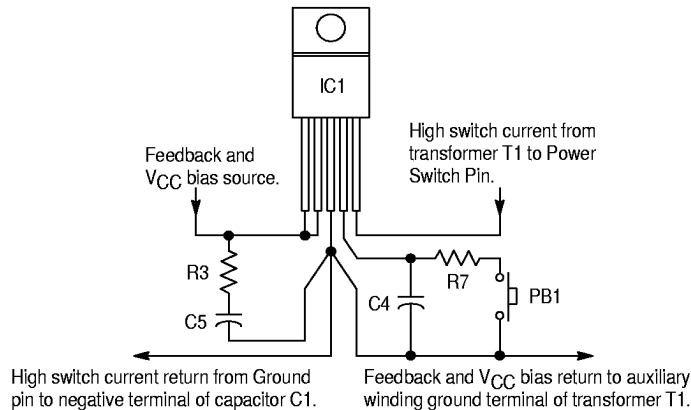 IC1
Feedback and
VCC bias source.
High switch current from
transformer T1 to Power
Switch Pin.
R3
C5
C4
R7
PB1
High switch current return from Ground
pin to negative terminal of capacitor C1.
Feedback and VCC bias return to auxiliary
winding ground terminal of transformer T1.